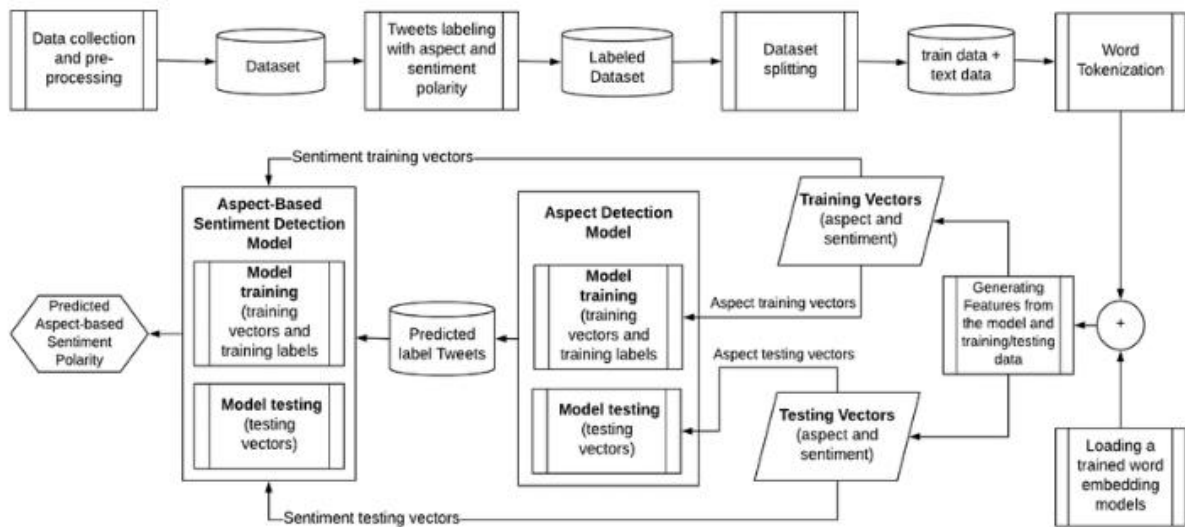 Data collection
and pre-
processing
Dataset
Tweets labeling
with aspect and
sentiment
polarity
Labeled
Dataset
Dataset
splitting
train data +
text data
Word
Tokenization
Sentiment training vectors
Aspect-Based
Sentiment Detection
Model
Model
training
(training
vectors and
training labels)
Model testing
(testing
vectors)
Aspect Detection
Model
Model
training
(training
vectors and
training labels)
Model testing
(testing
vectors)
Training Vectors
(aspect and
sentiment)
Aspect training vectors
Aspect testing vectors
Testing Vectors
(aspect and
sentiment)
Generating
Features from
the model and
training/testing
data
+
Loading a
trained word
embedding
models
Predicted
label Tweets
Predicted
Aspect-based
Sentiment
Polarity
Sentiment testing vectors